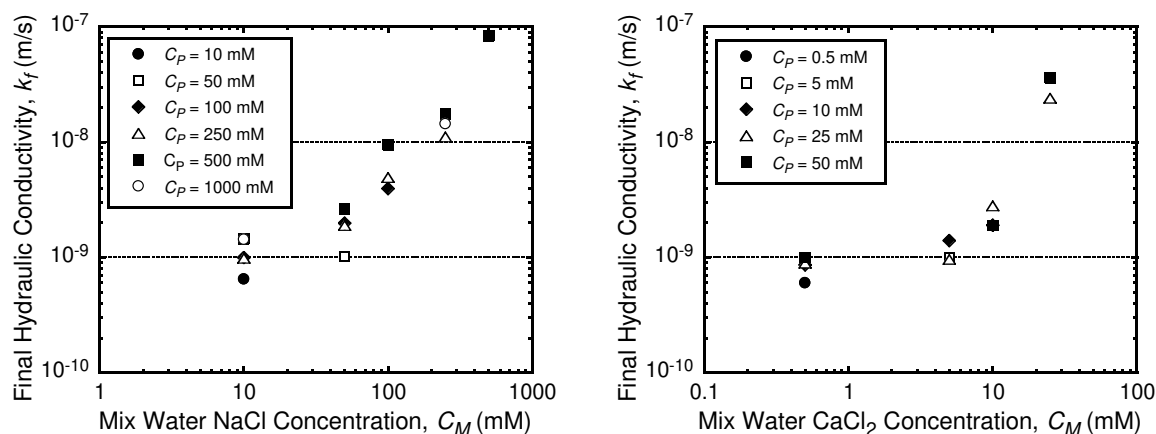 10⁻⁷
10⁻⁸
10⁻⁹
10⁻¹⁰
Final Hydraulic Conductivity, k_f (m/s)
C_P = 10 mM
C_P = 50 mM
C_P = 100 mM
C_P = 250 mM
C_P = 500 mM
C_P = 1000 mM
1 10 100 1000
Mix Water NaCl Concentration, C_M (mM)
10⁻⁷
10⁻⁸
10⁻⁹
10⁻¹⁰
Final Hydraulic Conductivity, k_f (m/s)
C_P = 0.5 mM
C_P = 5 mM
C_P = 10 mM
C_P = 25 mM
C_P = 50 mM
0.1 1 10 100
Mix Water CaCl₂ Concentration, C_M (mM)